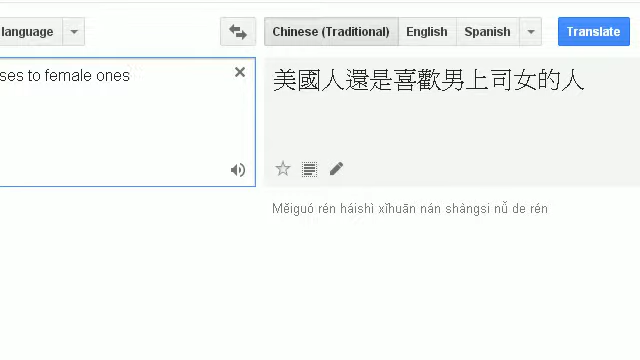 language Chinese (Traditional) English Spanish Translate
ses to female ones
美國人還是喜歡男上司女的人
Měiguó rén háishì xǐhuān nán shàngsi nǚ de rén